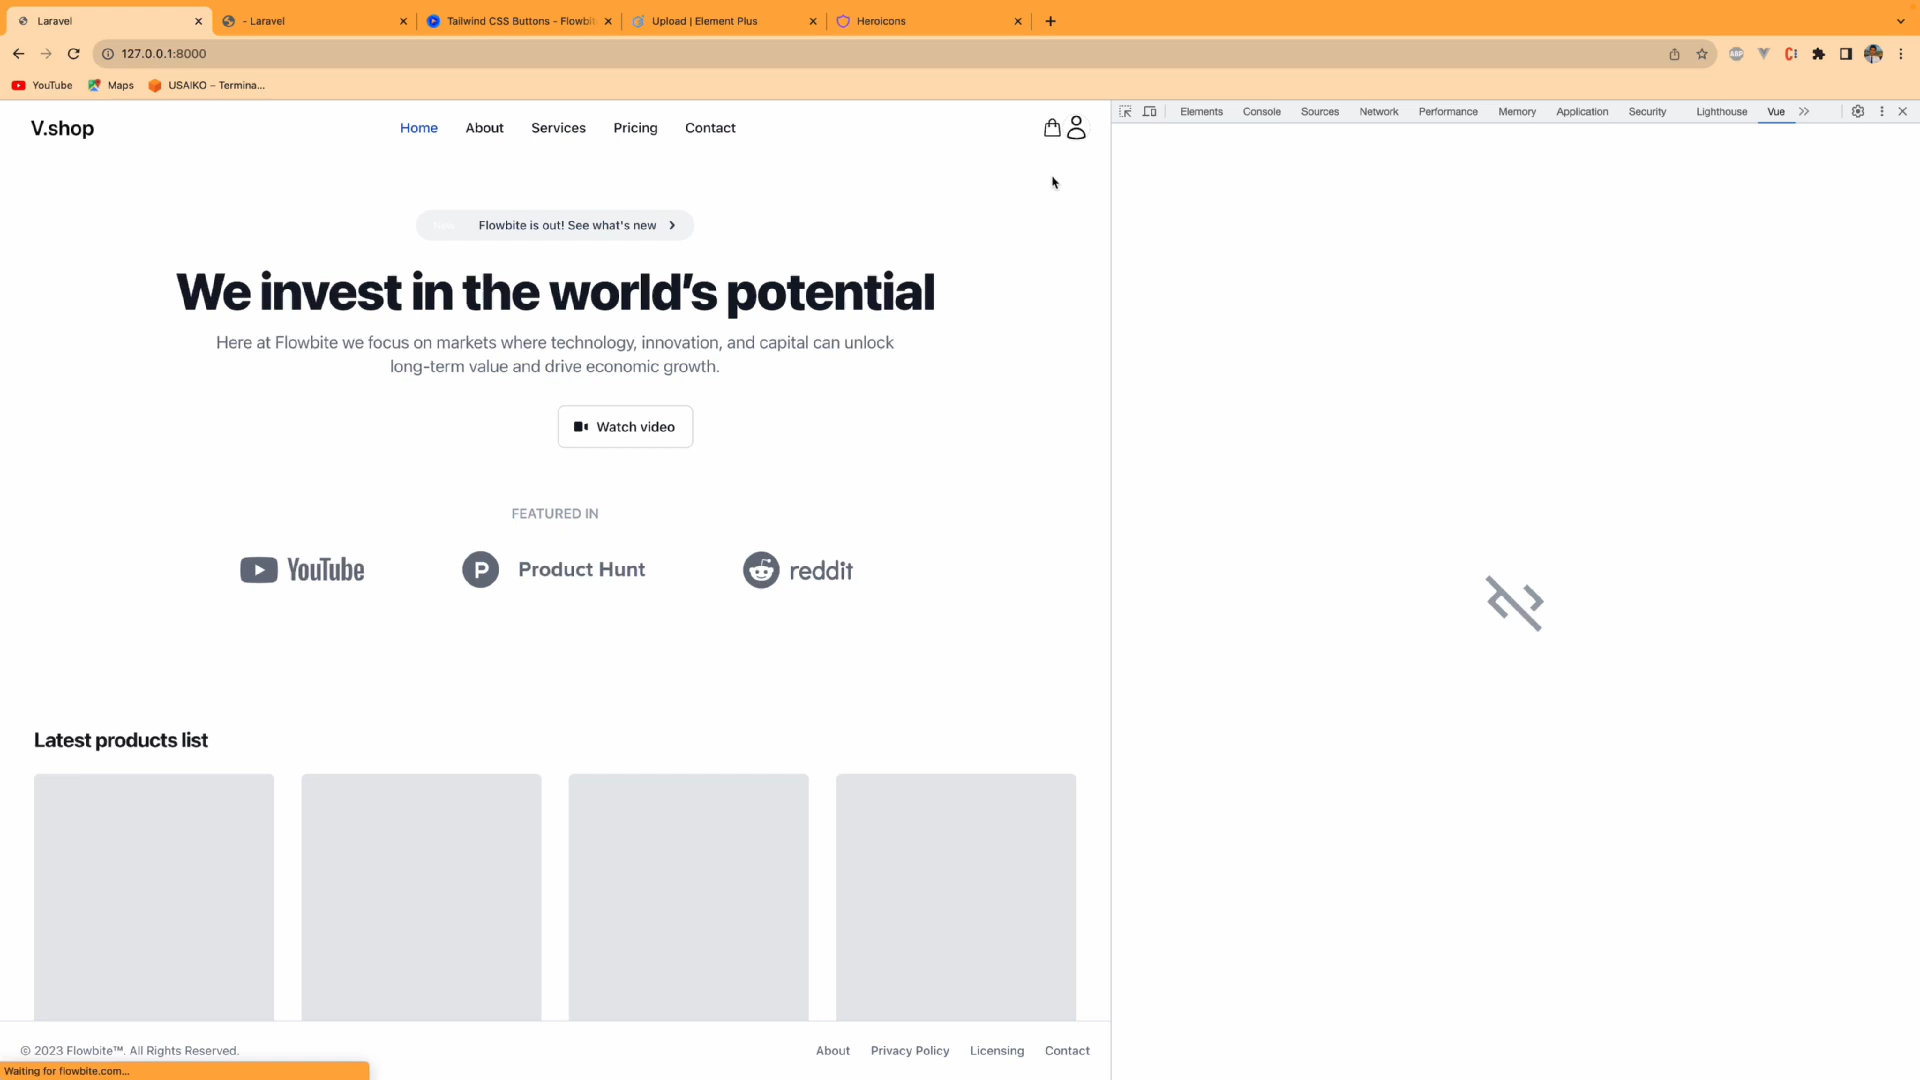 Laravel
- Laravel
Tailwind CSS Buttons - Flowbit
Upload | Element Plus
Heroicons
127.0.0.1:8000
ABP
YouTube
Maps
USAIKO – Termina...
V.shop
Home
About
Services
Pricing
Contact
Elements
Console
Sources
Network
Performance
Memory
Application
Security
Lighthouse
Vue
New
Flowbite is out! See what's new
We invest in the world's potential
Here at Flowbite we focus on markets where technology, innovation, and capital can unlock
long-term value and drive economic growth.
Watch video
FEATURED IN
YouTube
P Product Hunt
reddit
Latest products list
© 2023 Flowbite™. All Rights Reserved.
About
Privacy Policy
Licensing
Contact
Waiting for flowbite.com...